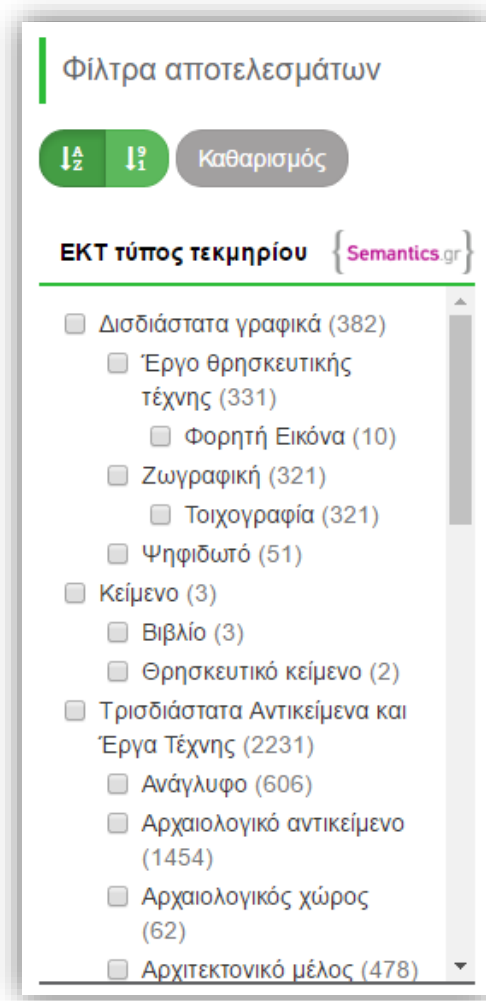 Φίλτρα αποτελεσμάτων
Καθαρισμός
ΕΚΤ τύπος τεκμηρίου {Semantics.gr}
Δισδιάστατα γραφικά (382)
Έργο θρησκευτικής
τέχνης (331)
Φορητή Εικόνα (10)
Ζωγραφική (321)
Τοιχογραφία (321)
Ψηφιδωτό (51)
Κείμενο (3)
Βιβλίο (3)
Θρησκευτικό κείμενο (2)
Τρισδιάστατα Αντικείμενα και
Έργα Τέχνης (2231)
Ανάγλυφο (606)
Αρχαιολογικό αντικείμενο
(1454)
Αρχαιολογικός χώρος
(62)
Αρχιτεκτονικό μέλος (478)